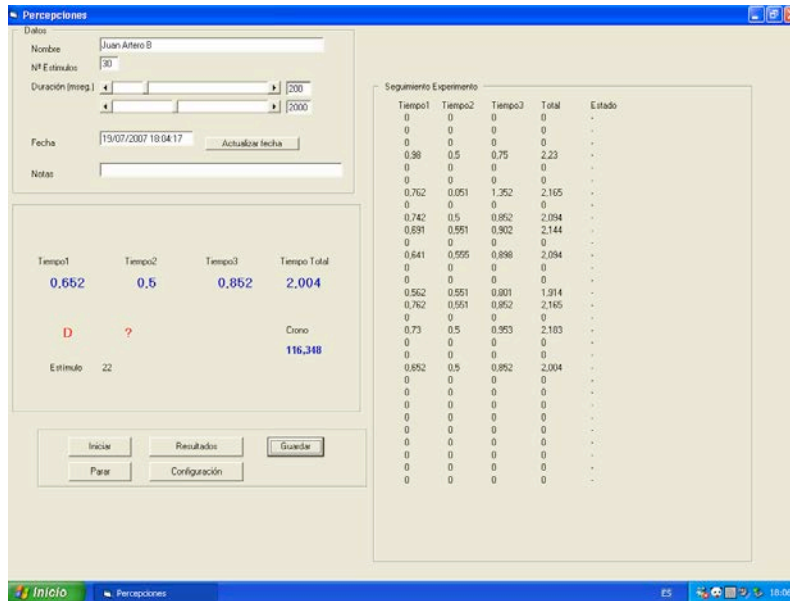 Percepciones
Datos
Nombre Juan Artero B
Nº Estimulos 30
Duración (mseg.) 200
2000
Fecha 19/07/2007 18:04:17 Actualizar fecha
Notas
Tiempo1 Tiempo2 Tiempo3 Tiempo Total
0,652 0,5 0,852 2,004
D ? Crono
116,348
Estímulo 22
Iniciar Resultados Guardar
Parar Configuración
Seguimiento Experimento
Tiempo1 Tiempo2 Tiempo3 Total Estado
0 0 0 0 -
0 0 0 0 -
0 0 0 0 -
0,98 0,5 0,75 2,23 -
0 0 0 0 -
0 0 0 0 -
0,762 0,051 1,352 2,165 -
0 0 0 0 -
0,742 0,5 0,852 2,094 -
0,691 0,551 0,902 2,144 -
0 0 0 0 -
0,641 0,555 0,898 2,094 -
0 0 0 0 -
0 0 0 0 -
0,562 0,551 0,801 1,914 -
0,762 0,551 0,852 2,165 -
0 0 0 0 -
0,73 0,5 0,953 2,183 -
0 0 0 0 -
0 0 0 0 -
0,652 0,5 0,852 2,004 -
0 0 0 0 -
0 0 0 0 -
0 0 0 0 -
0 0 0 0 -
0 0 0 0 -
0 0 0 0 -
0 0 0 0 -
0 0 0 0 -
0 0 0 0 -
Inicio Percepciones ES 18:06